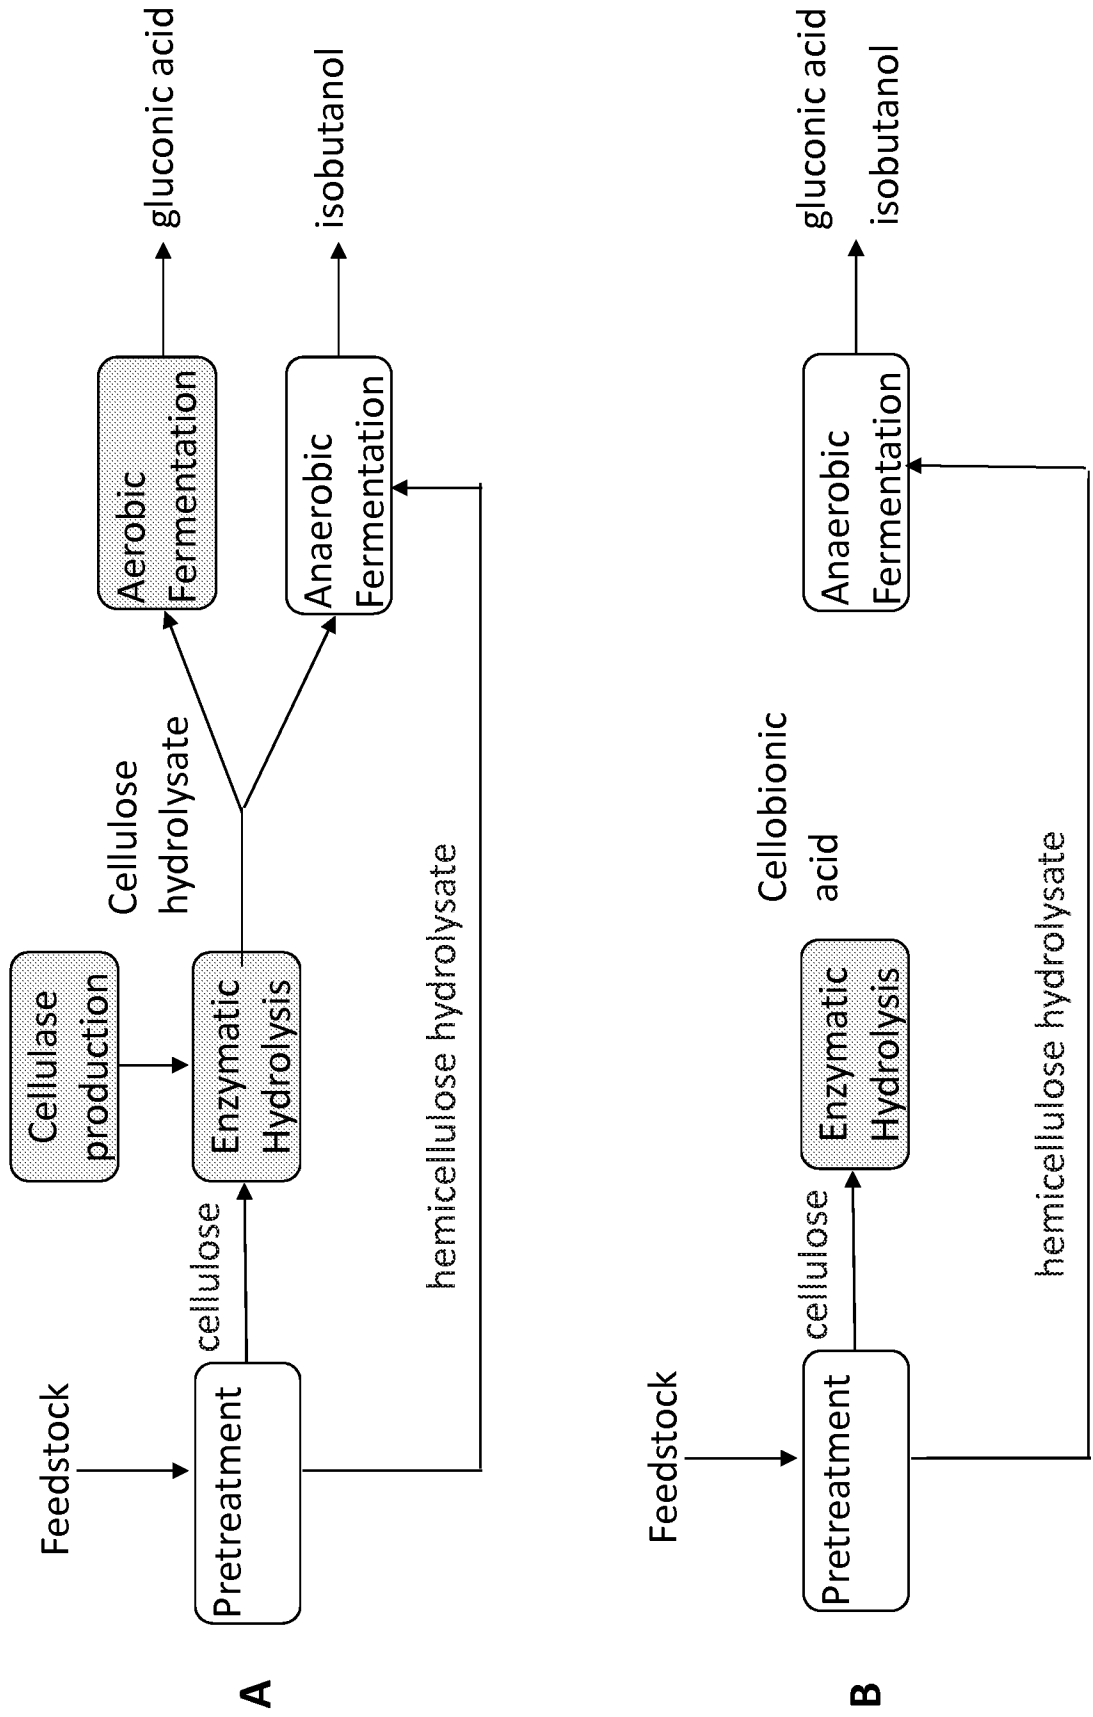 A
Feedstock
Pretreatment
cellulose
Cellulase
production
Enzymatic
Hydrolysis
Cellulose
hydrolysate
hemicellulose hydrolysate
Aerobic
Fermentation
Anaerobic
Fermentation
gluconic acid
isobutanol
B
Feedstock
Pretreatment
cellulose
Enzymatic
Hydrolysis
Cellobionic
acid
hemicellulose hydrolysate
Anaerobic
Fermentation
gluconic acid
isobutanol